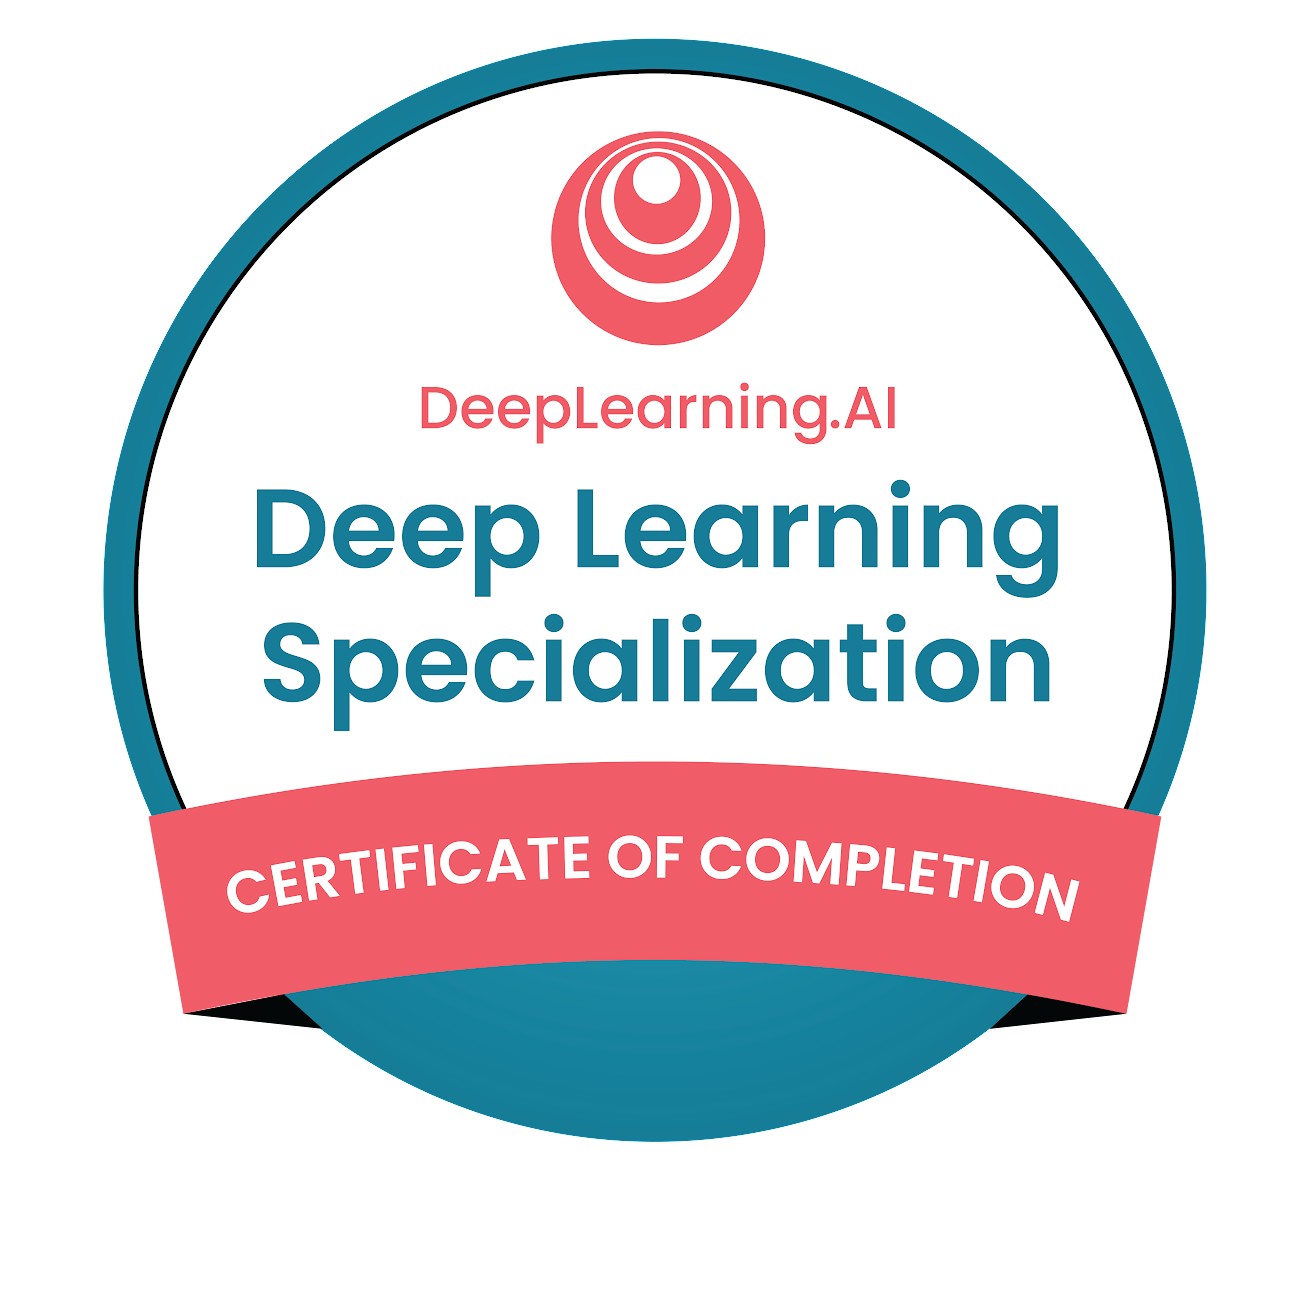 DeepLearning.AI
Deep Learning
Specialization
CERTIFICATE OF COMPLETION